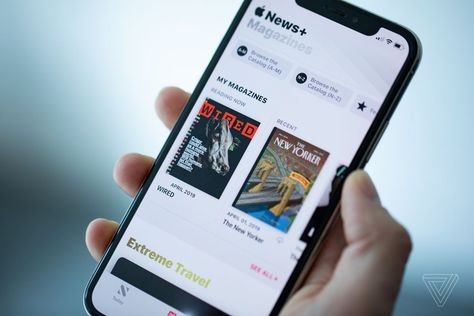 News+
Magazines
Browse the
Catalog (A-M)
Browse the
Catalog (N-Z)
MY MAGAZINES
READING NOW
RECENT
WIRED
THE
NEW YORKER
APRIL 2019
WIRED
APRIL 01, 2019
The New Yorker
Extreme Travel
SEE ALL
Today